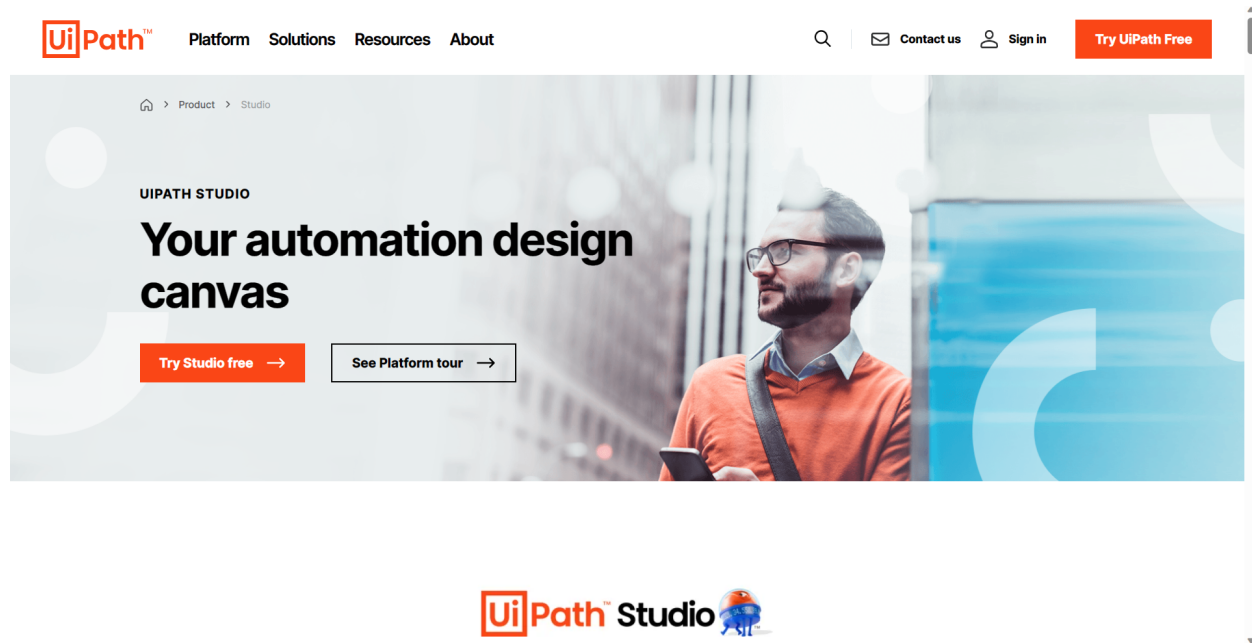 UiPath™
Platform Solutions Resources About
Contact us Sign in Try UiPath Free
Product > Studio
UIPATH STUDIO
Your automation design
canvas
Try Studio free →
See Platform tour →
UiPath™ Studio